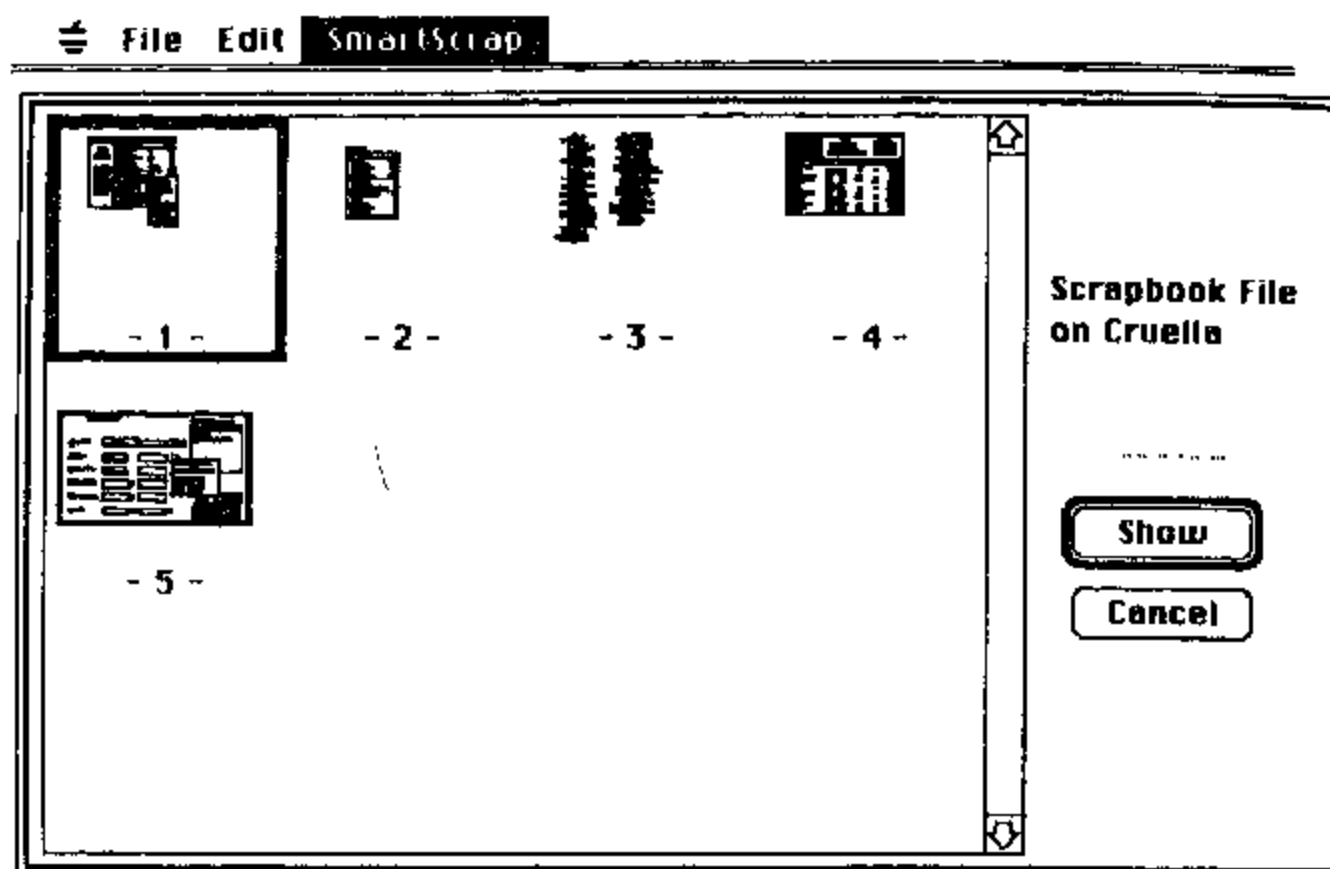 File Edit SmartScrap
- 1 - - 2 - - 3 - - 4 -
- 5 -
Scrapbook File
on Cruella
Show
Cancel